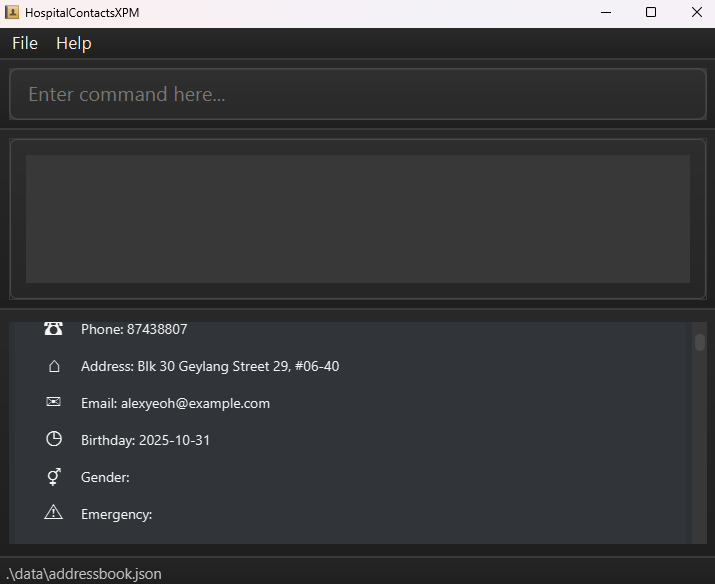 HospitalContactsXPM
File Help
Enter command here...
Phone: 87438807
Address: Blk 30 Geylang Street 29, #06-40
Email: alexyeoh@example.com
Birthday: 2025-10-31
Gender:
Emergency:
.\data\addressbook.json